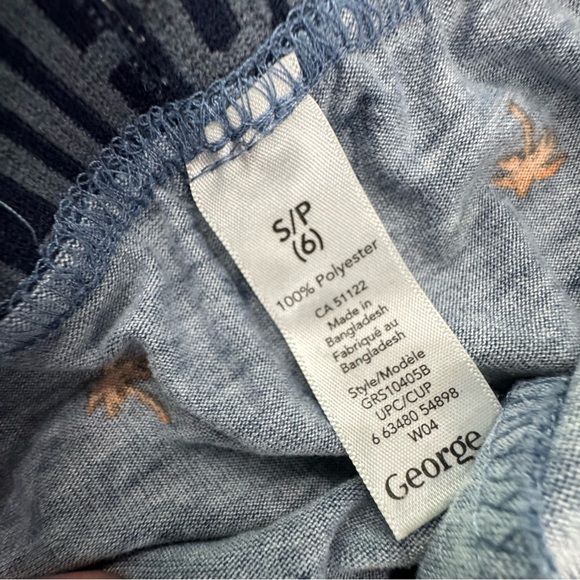 S/P
(6)
100% Polyester
CA 51122
Made in
Bangladesh
Fabriqué au
Bangladesh
Style/Modèle
GRS10405B
UPC/CUP
6 63480 54898
W04
George